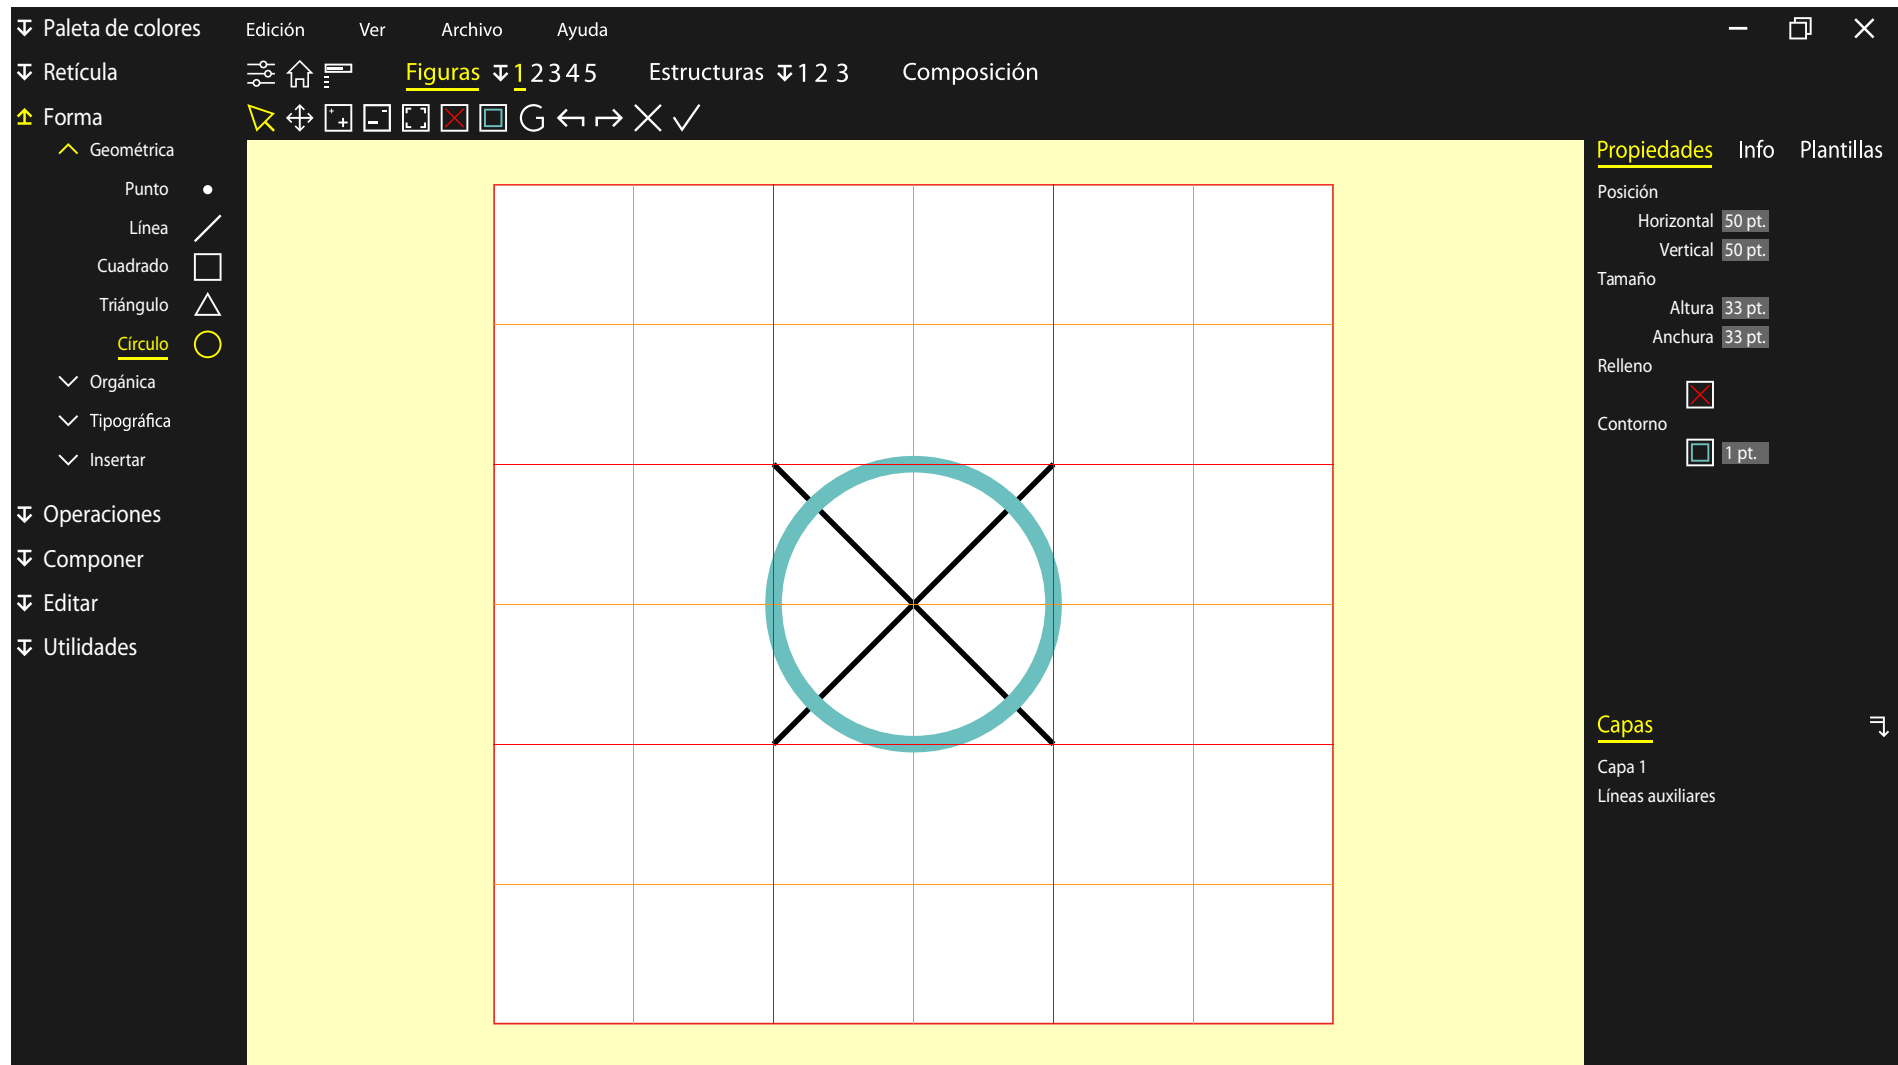 Paleta de colores
Edición Ver Archivo Ayuda
Retícula
Figuras 1 2 3 4 5 Estructuras 1 2 3 Composición
Forma
Geométrica
Punto
Línea
Cuadrado
Triángulo
Círculo
Orgánica
Tipográfica
Insertar
Operaciones
Componer
Editar
Utilidades
Propiedades Info Plantillas
Posición
Horizontal 50 pt.
Vertical 50 pt.
Tamaño
Altura 33 pt.
Anchura 33 pt.
Relleno
Contorno
1 pt.
Capas
Capa 1
Líneas auxiliares